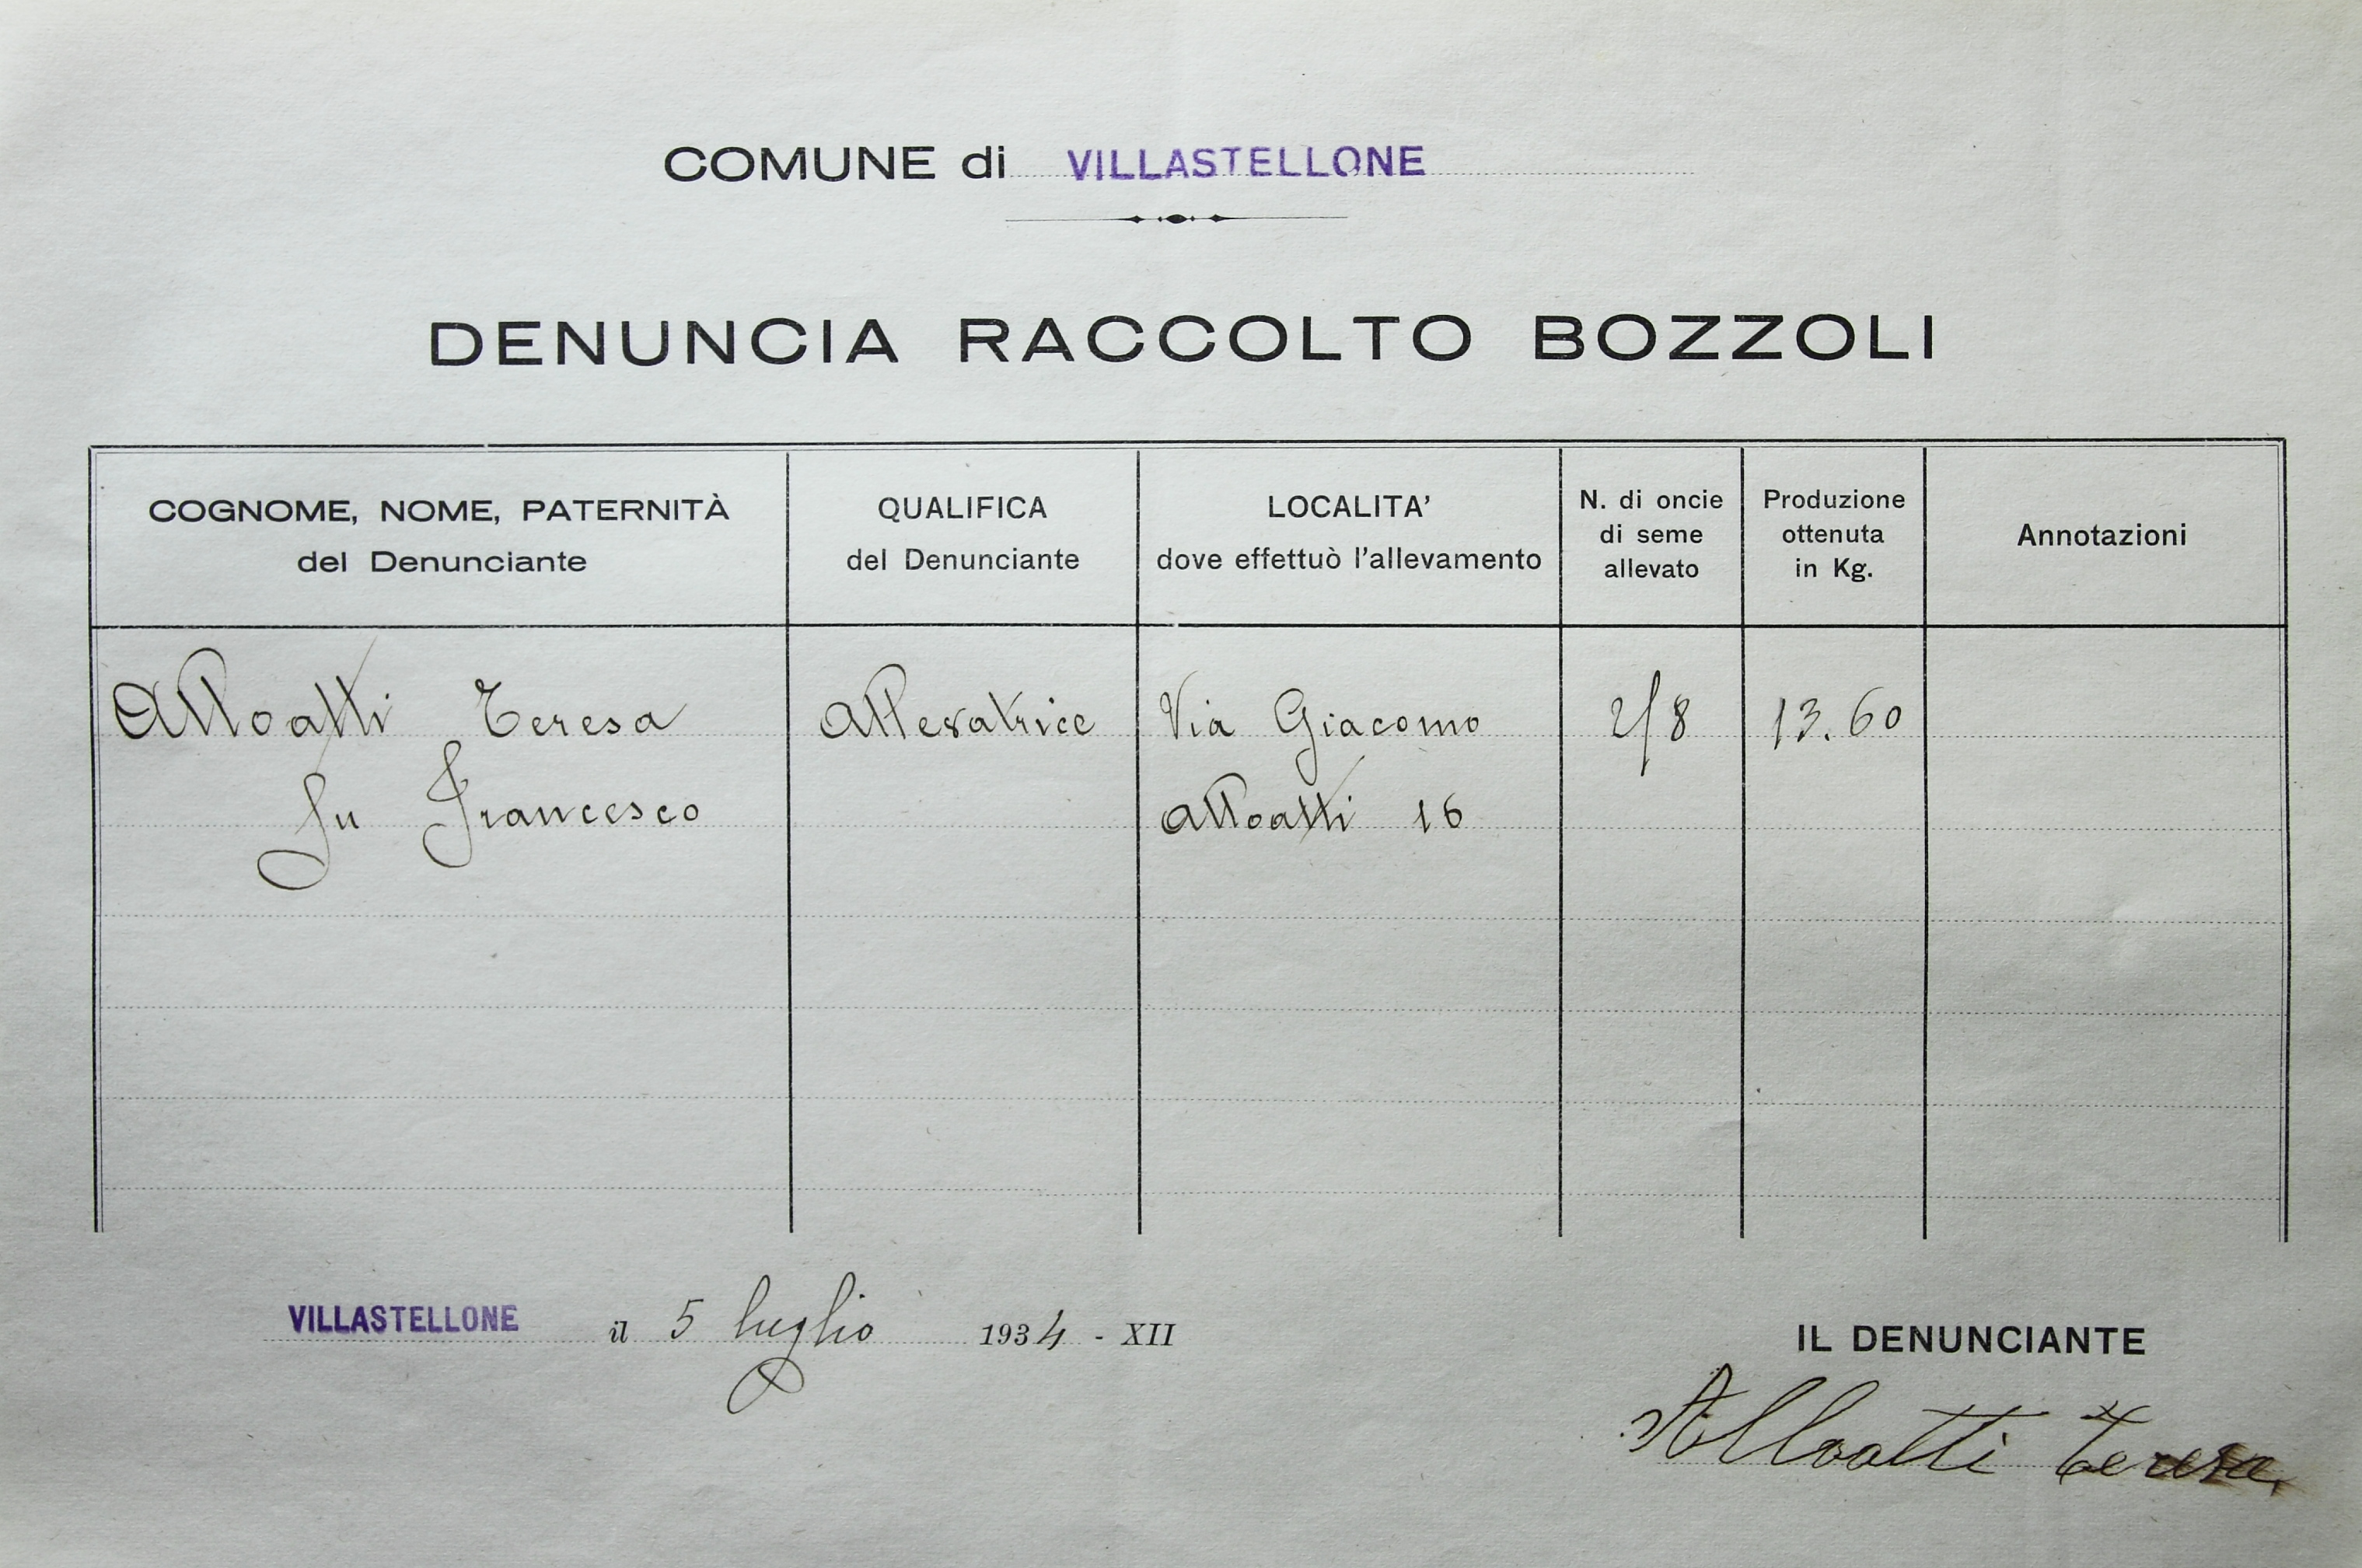 COMUNE di VILLASTELLONE
DENUNCIA RACCOLTO BOZZOLI
COGNOME, NOME, PATERNITÀ
del Denunciante
QUALIFICA
del Denunciante
LOCALITA'
dove effettuò l'allevamento
N. di oncie
di seme
allevato
Produzione
ottenuta
in Kg.
Annotazioni
Alloatti Teresa
fu Francesco
Allevatrice
Via Giacomo
Alloatti 16
2/8
13.60
VILLASTELLONE il 5 luglio 1934 - XII
IL DENUNCIANTE
Alloatti Teresa